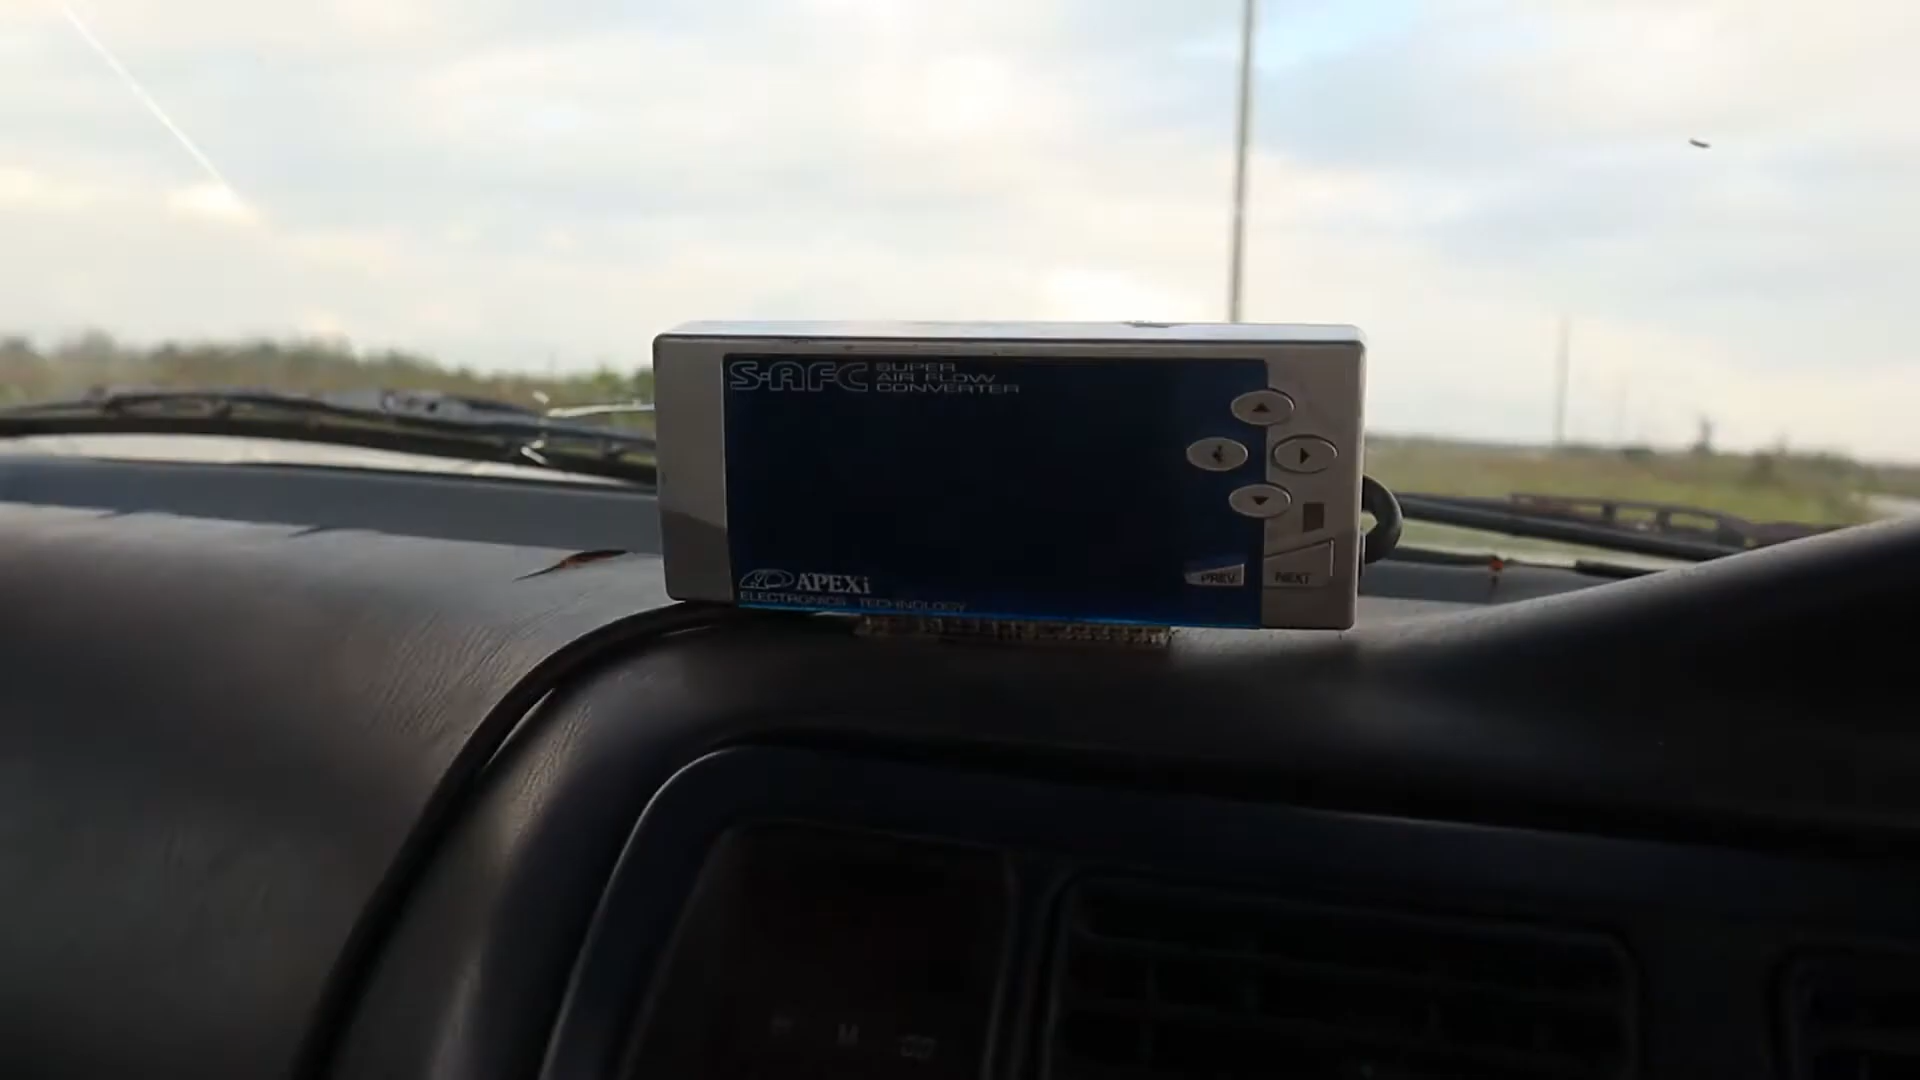 S-AFC SUPER
AIR FLOW
CONVERTER
APEXi
ELECTRONICS TECHNOLOGY
PREV
NEXT